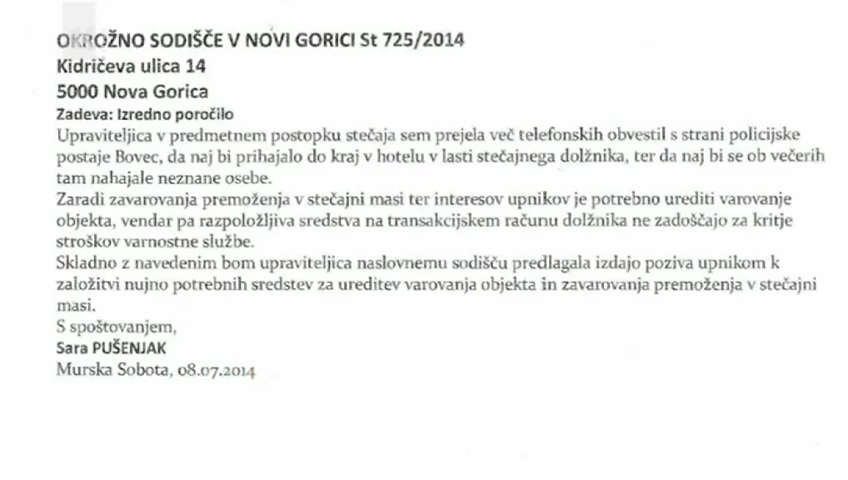 OKROŽNO SODIŠČE V NOVI GORICI St 725/2014
Kidričeva ulica 14
5000 Nova Gorica
Zadeva: Izredno poročilo
Upraviteljica v predmetnem postopku stečaja sem prejela več telefonskih obvestil s strani policijske
postaje Bovec, da naj bi prihajalo do kraj v hotelu v lasti stečajnega dolžnika, ter da naj bi se ob večerih
tam nahajale neznane osebe.
Zaradi zavarovanja premoženja v stečajni masi ter interesov upnikov je potrebno urediti varovanje
objekta, vendar pa razpoložljiva sredstva na transakcijskem računu dolžnika ne zadoščajo za kritje
stroškov varnostne službe.
Skladno z navedenim bom upraviteljica naslovnemu sodišču predlagala izdajo poziva upnikom k
založitvi nujno potrebnih sredstev za ureditev varovanja objekta in zavarovanja premoženja v stečajni
masi.
S spoštovanjem,
Sara PUŠENJAK
Murska Sobota, 08.07.2014